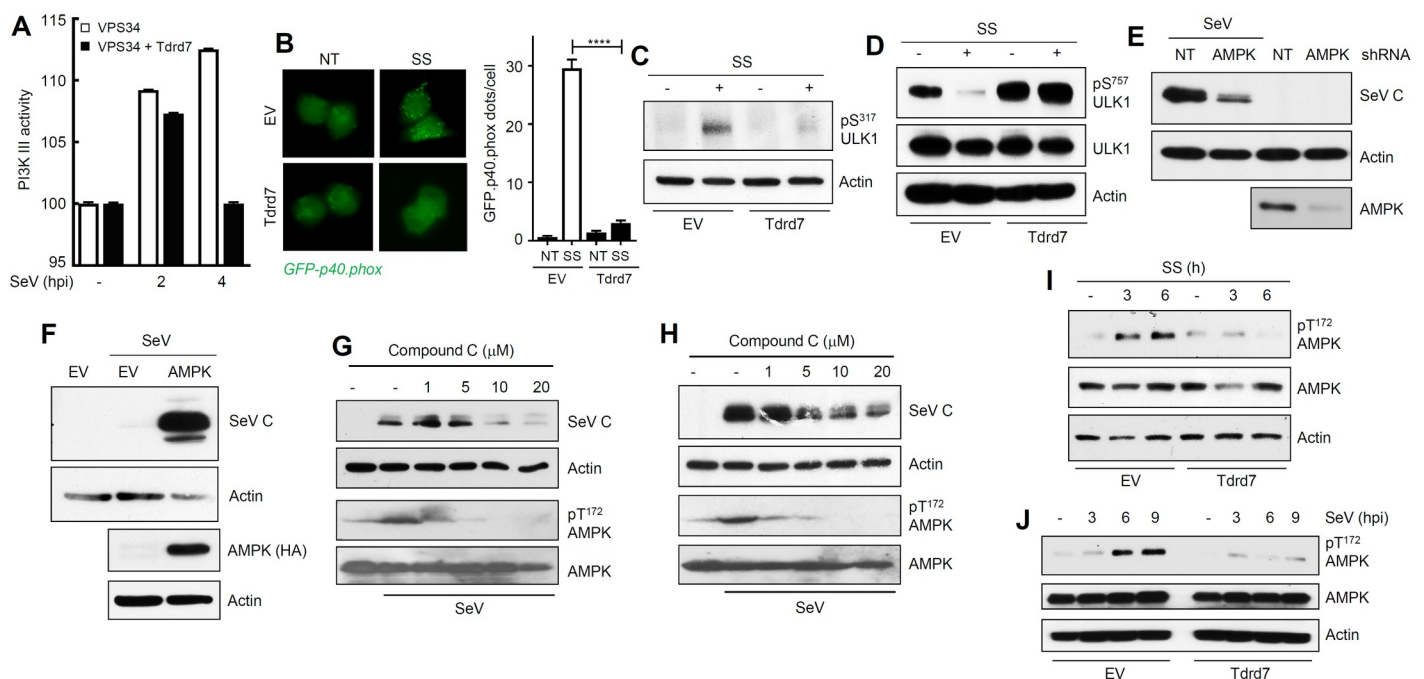 A
PI3K III activity
115
110
105
100
95
VPS34
VPS34 + Tdrd7
SeV (hpi) - 2 4
B
NT SS
EV
Tdrd7
GFP-p40.phox
GFP.p40.phox dots/cell
****
30
20
10
0
NT SS NT SS
EV Tdrd7
C
SS
- + - +
pS317
ULK1
Actin
EV Tdrd7
D
SS
- + - +
pS757
ULK1
ULK1
Actin
EV Tdrd7
E
SeV
NT AMPK NT AMPK shRNA
SeV C
Actin
AMPK
F
SeV
EV EV AMPK
SeV C
Actin
AMPK (HA)
Actin
G
Compound C (μM)
- - 1 5 10 20
SeV C
Actin
pT172
AMPK
AMPK
SeV
H
Compound C (μM)
- - 1 5 10 20
SeV C
Actin
pT172
AMPK
AMPK
SeV
I
SS (h)
- 3 6 - 3 6
pT172
AMPK
AMPK
Actin
EV Tdrd7
J
- 3 6 9 - 3 6 9 SeV (hpi)
pT172
AMPK
AMPK
Actin
EV Tdrd7